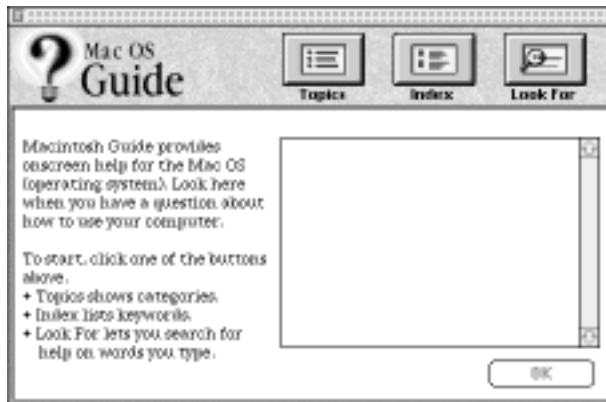 Mac OS
Guide
Topics
Index
Look For
Macintosh Guide provides
onscreen help for the Mac OS
(operating system). Look here
when you have a question about
how to use your computer.
To start, click one of the buttons
above.
+ Topics shows categories.
+ Index lists keywords.
+ Look For lets you search for
help on words you type.
OK